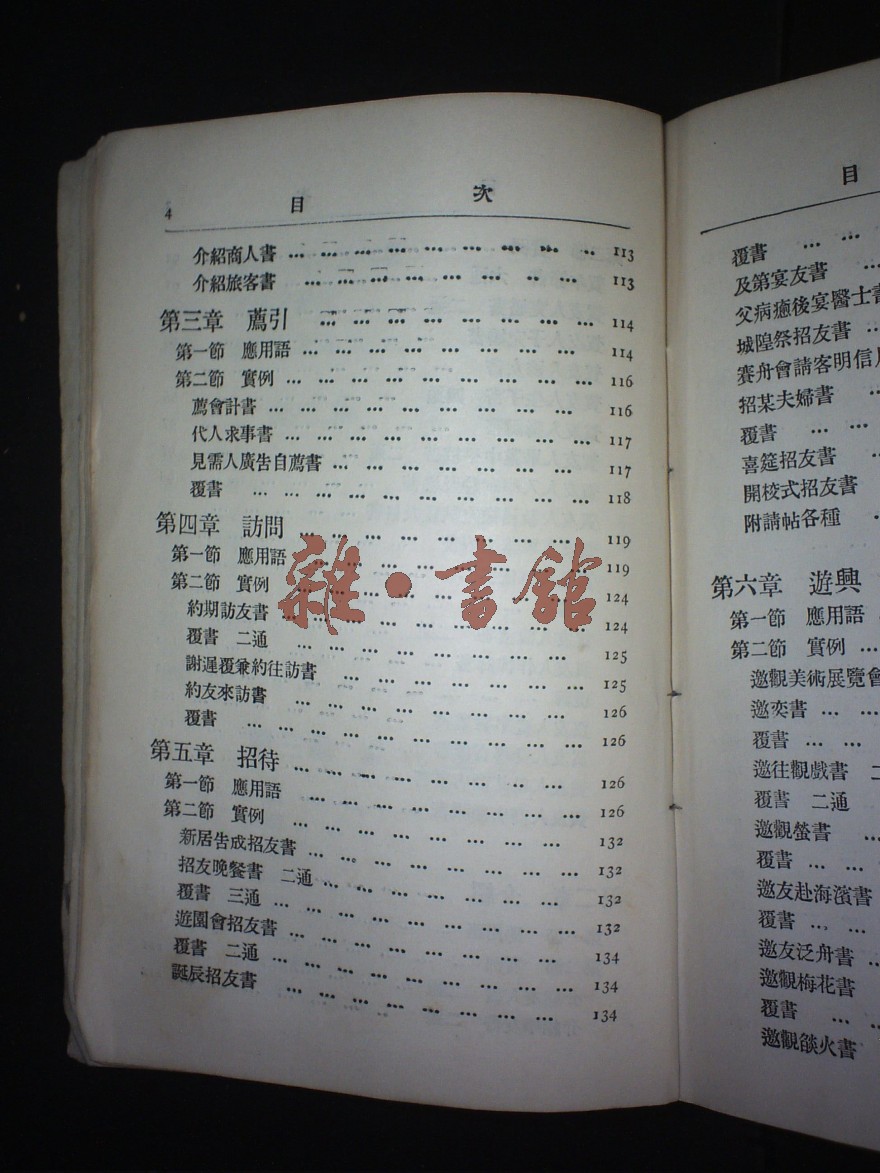 4 目 次
介紹商人書 … … … … … … … … 113
介紹旅客書 … … … … … … … … 113
第三章 薦引 … … … … … … … 114
第一節 應用語 … … … … … … … … 114
第二節 實例 … … … … … … … … 116
薦會計書 … … … … … … … … 116
代人求事書 … … … … … … … … 117
見需人廣告自薦書 … … … … … … … 117
覆書 … … … … … … … … … 118
第四章 訪問 … … … … … … … … 119
第一節 應用語 … … … … … … … … 119
第二節 實例 … … … … … … … … 124
約期訪友書 … … … … … … … … 124
覆書 二通 … … … … … … … … 125
謝遲覆兼約往訪書 … … … … … … … 125
約友來訪書 … … … … … … … … 126
覆書 … … … … … … … … … 126
第五章 招待 … … … … … … … … 126
第一節 應用語 … … … … … … … … 126
第二節 實例 … … … … … … … … 132
新居告成招友書 … … … … … … … 132
招友晚餐書 二通 … … … … … … … 132
覆書 三通 … … … … … … … … 132
遊園會招友書 … … … … … … … 134
覆書 二通 … … … … … … … … 134
誕辰招友書 … … … … … … … … 134
雜·書館
目
覆書 … …
及第宴友書 …
父病癒後宴醫士書
城隍祭招友書 …
賽舟會請客明信
招某夫婦書 …
覆書 … …
喜筵招友書 …
開校式招友書
附請帖各種 …
第六章 遊興
第一節 應用語
第二節 實例 …
邀觀美術展覽會
邀奕書 … …
覆書 … …
邀往觀戲書
覆書 二通
邀觀螢書 …
覆書 … …
邀友赴海濱書
覆書 … …
邀友泛舟書 …
邀觀梅花書
覆書 … …
邀觀燄火書